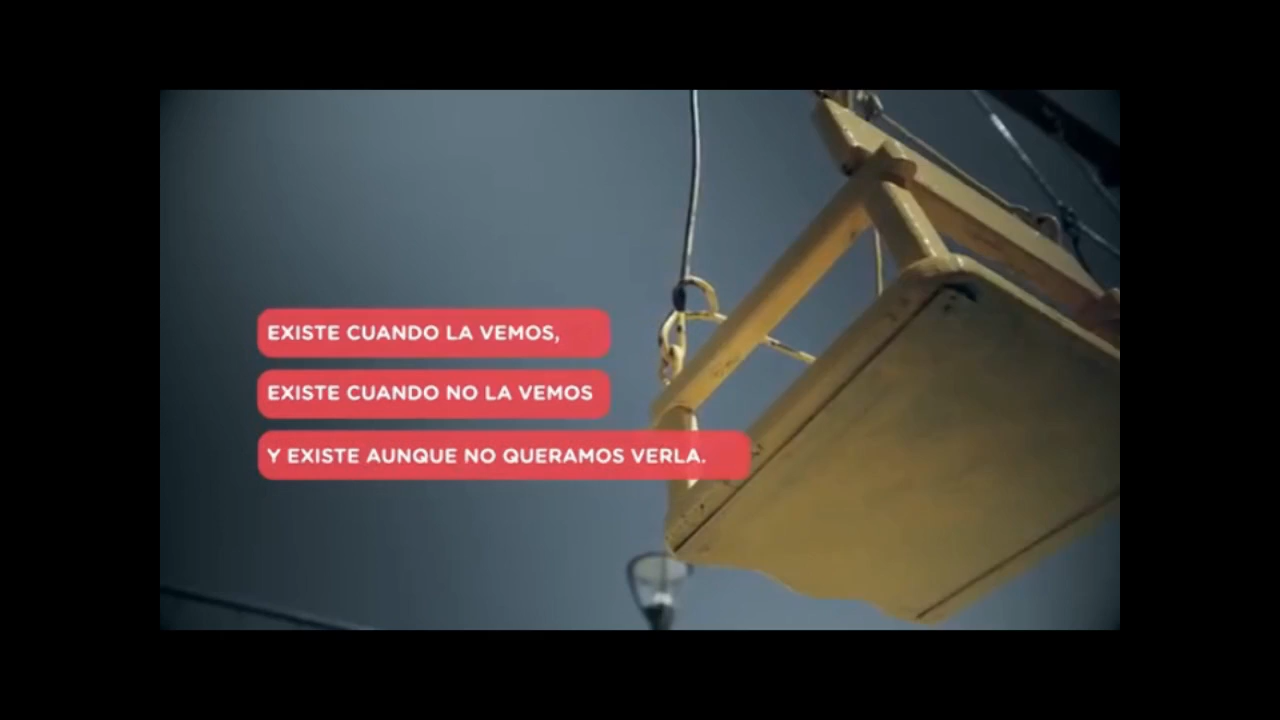 EXISTE CUANDO LA VEMOS,
EXISTE CUANDO NO LA VEMOS
Y EXISTE AUNQUE NO QUERAMOS VERLA.